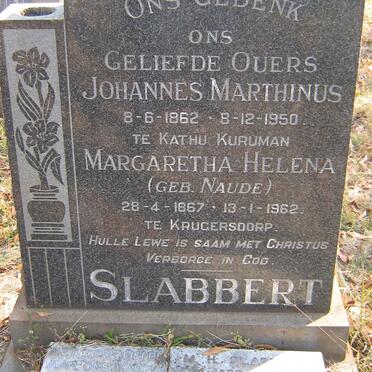 ONS GEDENK
ONS
GELIEFDE OUERS
JOHANNES MARTHINUS
8-6-1862 - 8-12-1950.
TE KATHU KURUMAN
MARGARETHA HELENA
(GEB. NAUDE)
28-4-1867 - 13-1-1962.
TE KRUGERSDORP.
HULLE LEWE IS SAAM MET CHRISTUS
VERBORGE IN GOD.
SLABBERT